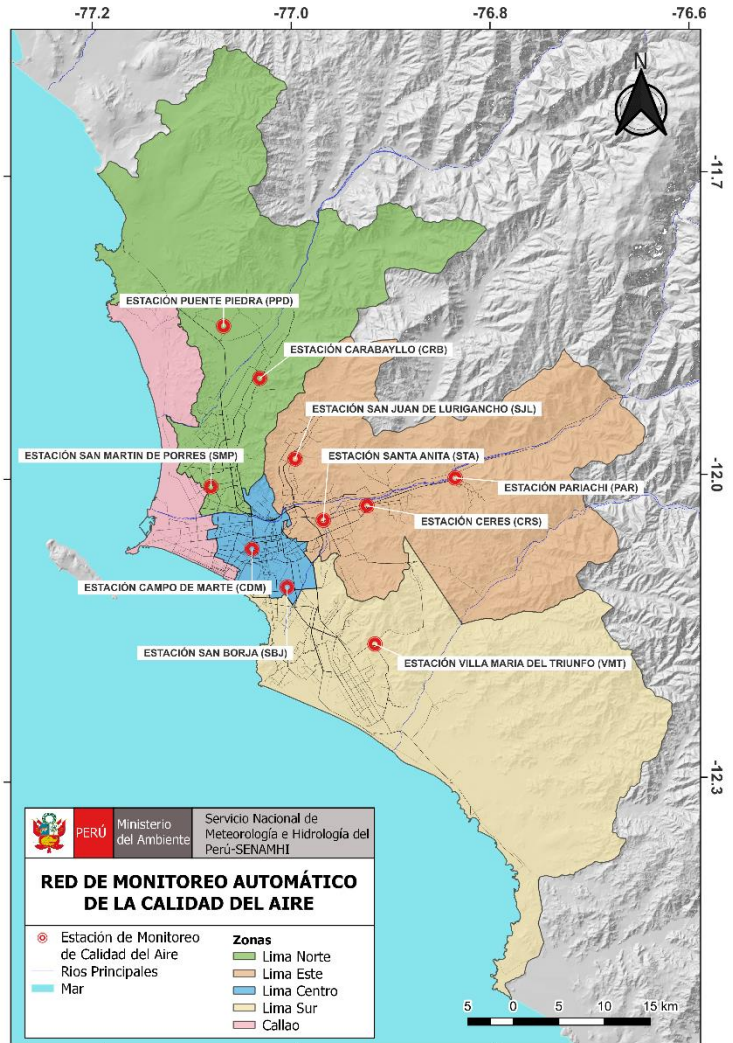 -77.2
-77.0
-76.8
-76.6
N
-11.7
ESTACIÓN PUENTE PIEDRA (PPD)
ESTACIÓN CARABAYLLO (CRB)
ESTACIÓN SAN JUAN DE LURIGANCHO (SJL)
ESTACIÓN SAN MARTIN DE PORRES (SMP)
ESTACIÓN SANTA ANITA (STA)
-12.0
ESTACIÓN PARIACHI (PAR)
ESTACIÓN CERES (CRS)
ESTACIÓN CAMPO DE MARTE (CDM)
ESTACIÓN SAN BORJA (SBJ)
ESTACIÓN VILLA MARIA DEL TRIUNFO (VMT)
-12.3
PERÚ
Ministerio
del Ambiente
Servicio Nacional de
Meteorología e Hidrología del
Perú-SENAMHI
RED DE MONITOREO AUTOMÁTICO
DE LA CALIDAD DEL AIRE
Estación de Monitoreo
de Calidad del Aire
Rios Principales
Mar
Zonas
Lima Norte
Lima Este
Lima Centro
Lima Sur
Callao
5 0 5 10 15 km